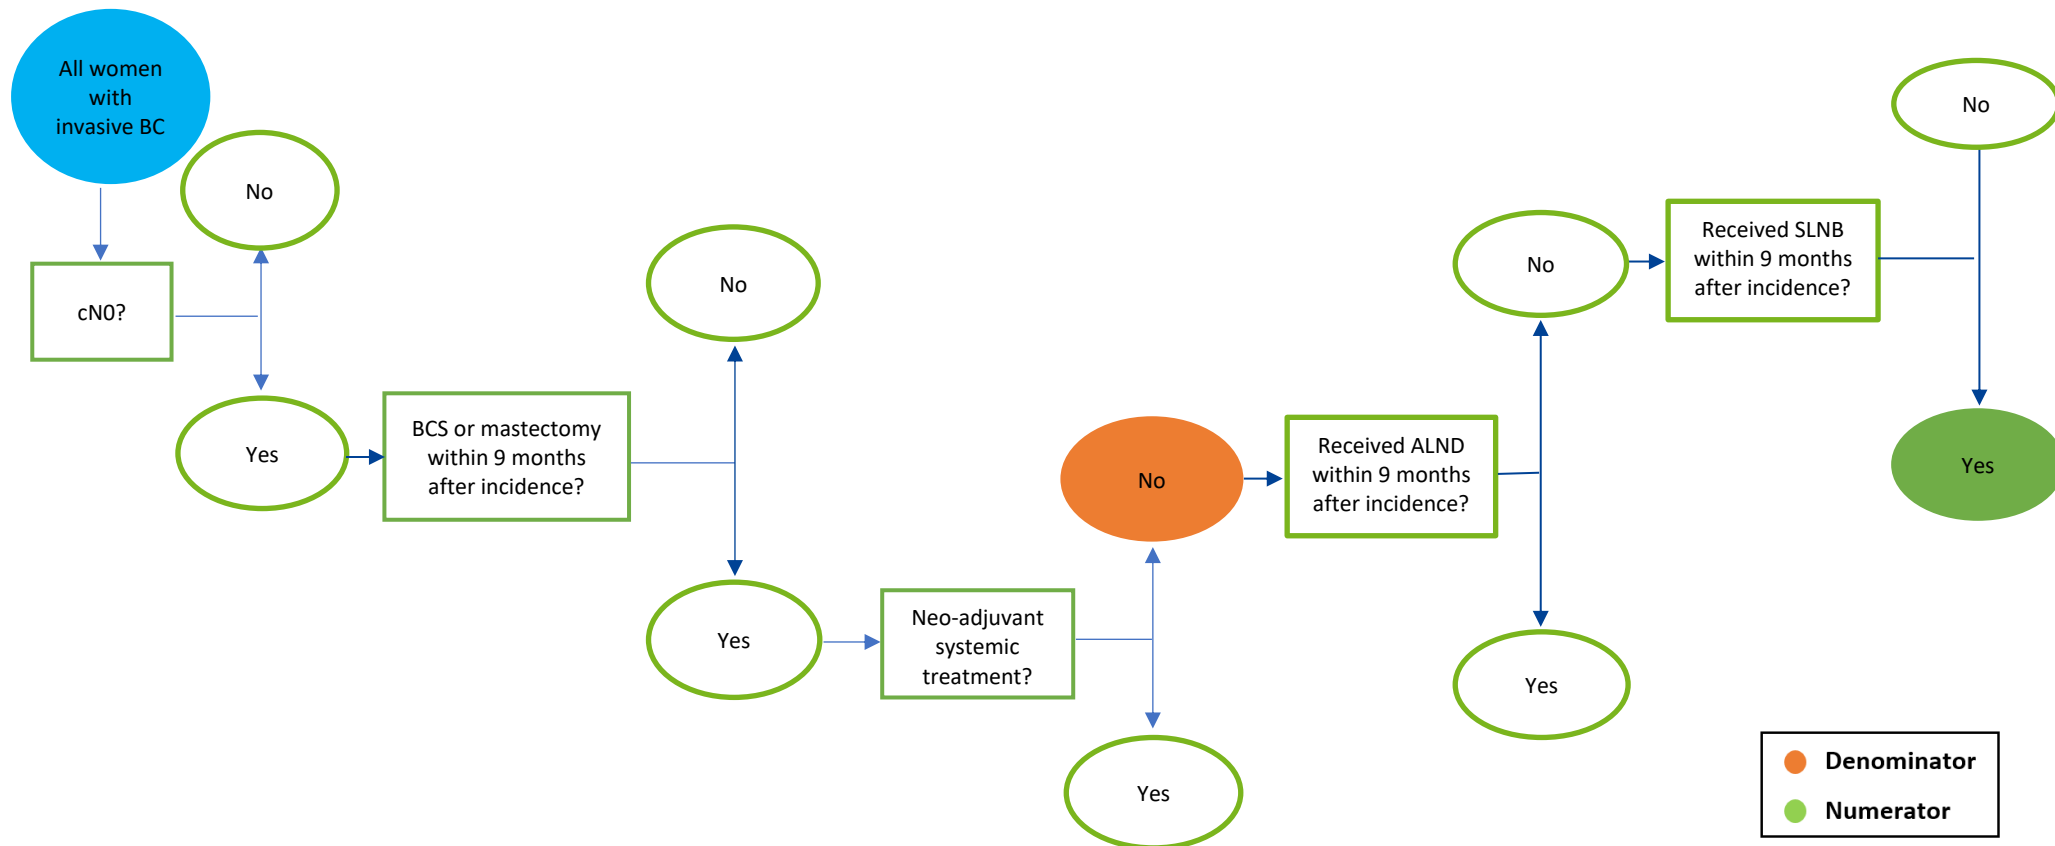 All women
with
invasive BC
No
cN0?
Yes
BCS or mastectomy
within 9 months
after incidence?
No
Yes
Neo-adjuvant
systemic
treatment?
No
Yes
Received ALND
within 9 months
after incidence?
No
Yes
Received SLNB
within 9 months
after incidence?
No
Yes
Denominator
Numerator